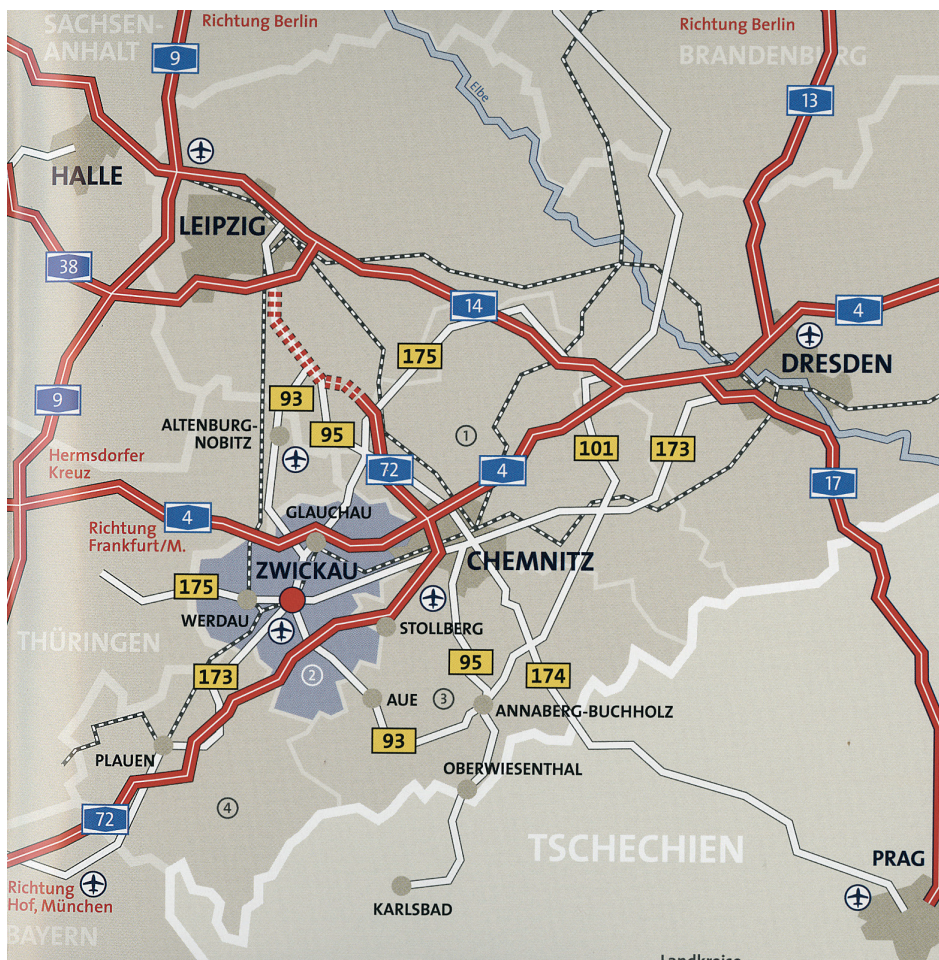 SACHSEN-
ANHALT
Richtung Berlin
Richtung Berlin
BRANDENBURG
9
Elbe
13
HALLE
LEIPZIG
38
14
4
DRESDEN
175
9
93
ALTENBURG-
NOBITZ
95
1
101
173
Hermsdorfer
Kreuz
72
4
17
4
GLAUCHAU
Richtung
Frankfurt/M.
CHEMNITZ
ZWICKAU
175
WERDAU
STOLLBERG
THÜRINGEN
173
2
95
174
AUE
3
ANNABERG-BUCHHOLZ
93
PLAUEN
OBERWIESENTHAL
4
72
TSCHECHIEN
PRAG
Richtung
Hof, München
KARLSBAD
BAYERN